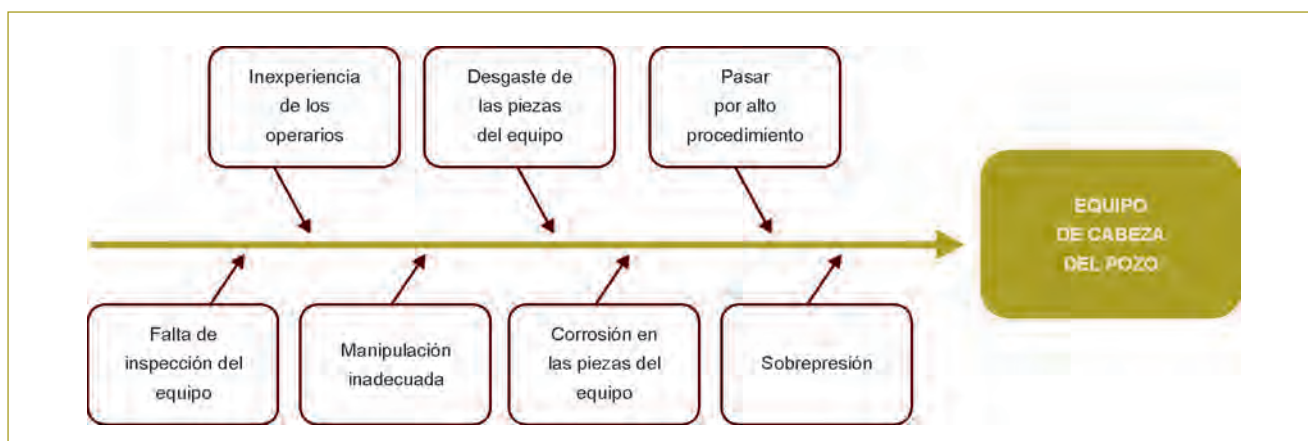 Inexperiencia
de los
operarios
Desgaste de
las piezas
del equipo
Pasar
por alto
procedimiento
EQUIPO
DE CABEZA
DEL POZO
Falta de
inspección del
equipo
Manipulación
inadecuada
Corrosión en
las piezas del
equipo
Sobrepresión